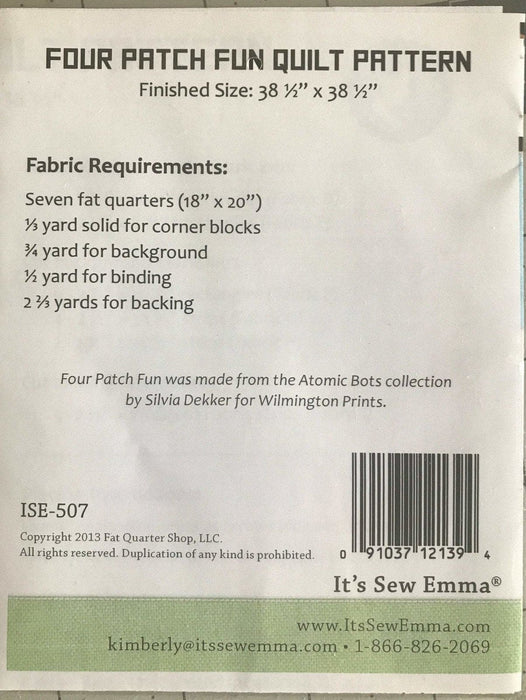 FOUR PATCH FUN QUILT PATTERN
Finished Size: 38 ½” x 38 ½”
Fabric Requirements:
Seven fat quarters (18” x 20”)
⅓ yard solid for corner blocks
¾ yard for background
½ yard for binding
2 ⅔ yards for backing
Four Patch Fun was made from the Atomic Bots collection
by Silvia Dekker for Wilmington Prints.
ISE-507
Copyright 2013 Fat Quarter Shop, LLC.
All rights reserved. Duplication of any kind is prohibited.
0 91037 12139 4
It’s Sew Emma®
www.ItsSewEmma.com
kimberly@itssewemma.com • 1-866-826-2069